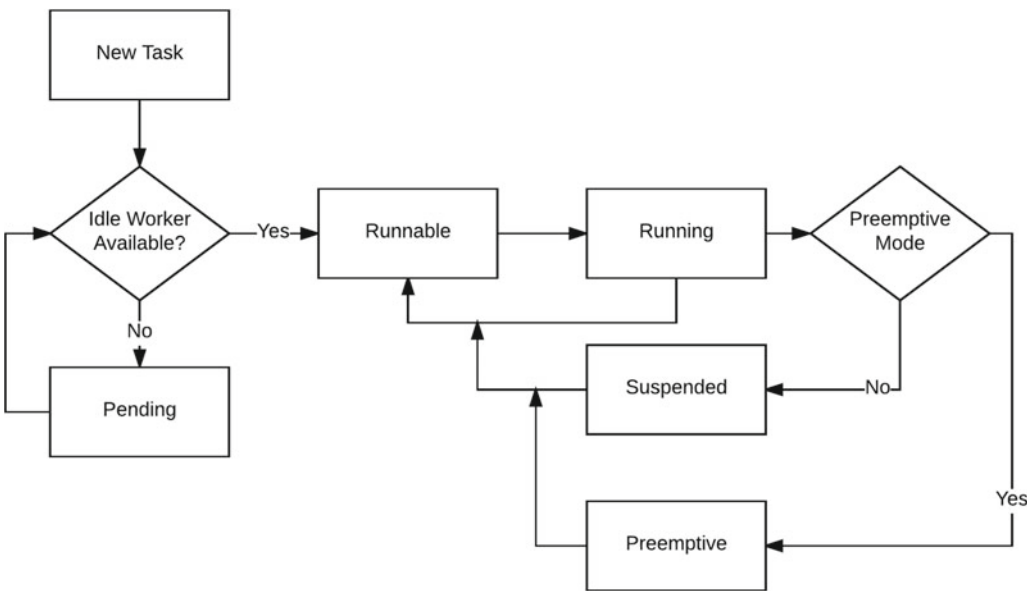 New Task
Idle Worker
Available?
Yes
Runnable
Running
Preemptive
Mode
No
Pending
Suspended
No
Yes
Preemptive